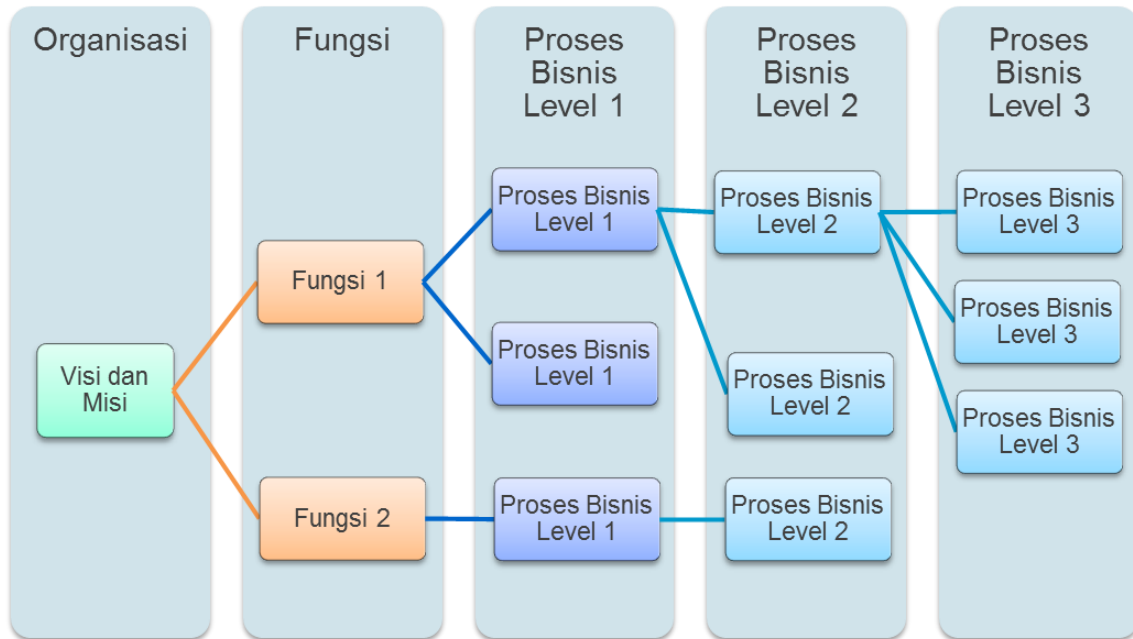 Organisasi
Fungsi
Proses
Bisnis
Level 1
Proses
Bisnis
Level 2
Proses
Bisnis
Level 3
Visi dan
Misi
Fungsi 1
Fungsi 2
Proses Bisnis
Level 1
Proses Bisnis
Level 1
Proses Bisnis
Level 1
Proses Bisnis
Level 2
Proses Bisnis
Level 2
Proses Bisnis
Level 2
Proses Bisnis
Level 3
Proses Bisnis
Level 3
Proses Bisnis
Level 3